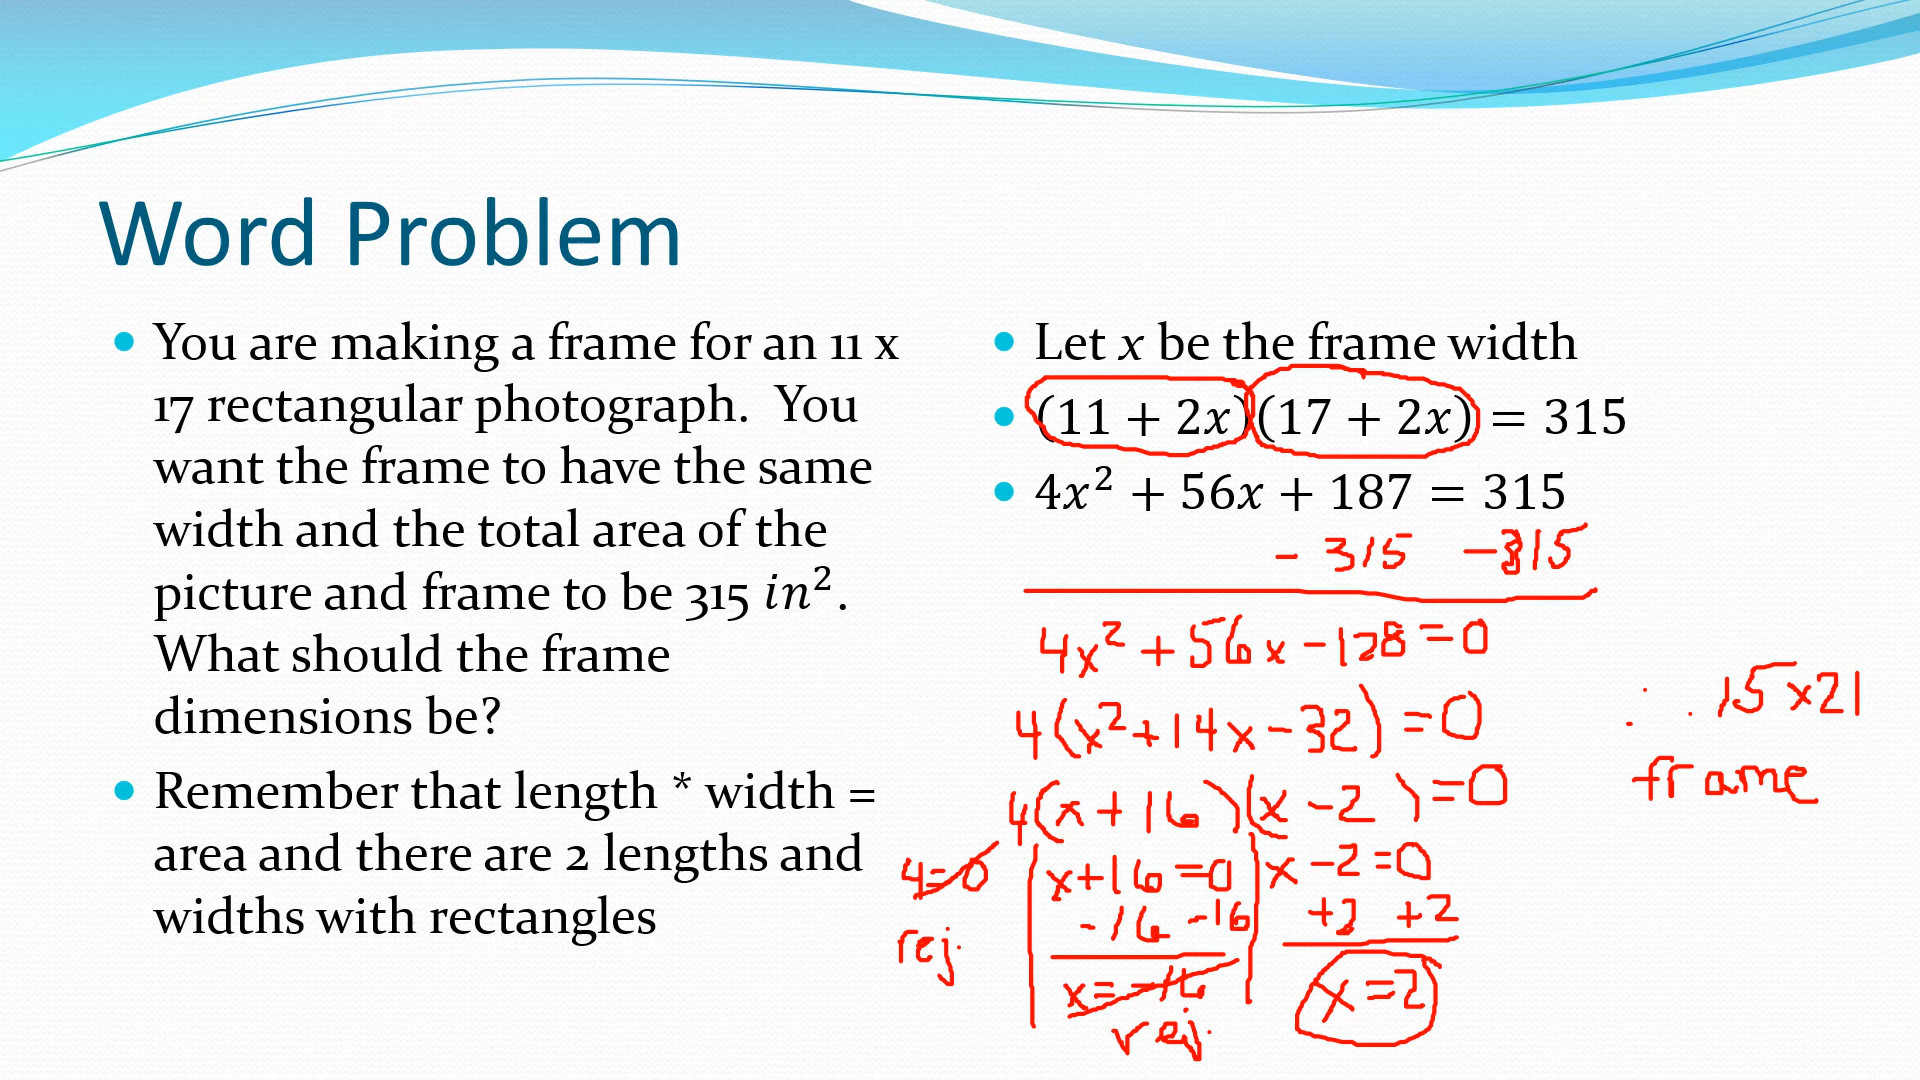 Word Problem
You are making a frame for an 11 x
17 rectangular photograph. You
want the frame to have the same
width and the total area of the
picture and frame to be 315 in².
What should the frame
dimensions be?
Remember that length * width =
area and there are 2 lengths and
widths with rectangles
Let x be the frame width
(11 + 2x)(17 + 2x) = 315
4x² + 56x + 187 = 315
- 315 -315
4x² + 56x - 128 = 0
4(x² + 14x - 32) = 0
4(x + 16)(x - 2) = 0
4 = 0
rej.
x + 16 = 0
- 16 - 16
x = -16
rej.
x - 2 = 0
+2 +2
x = 2
∴ 15 x 21
frame